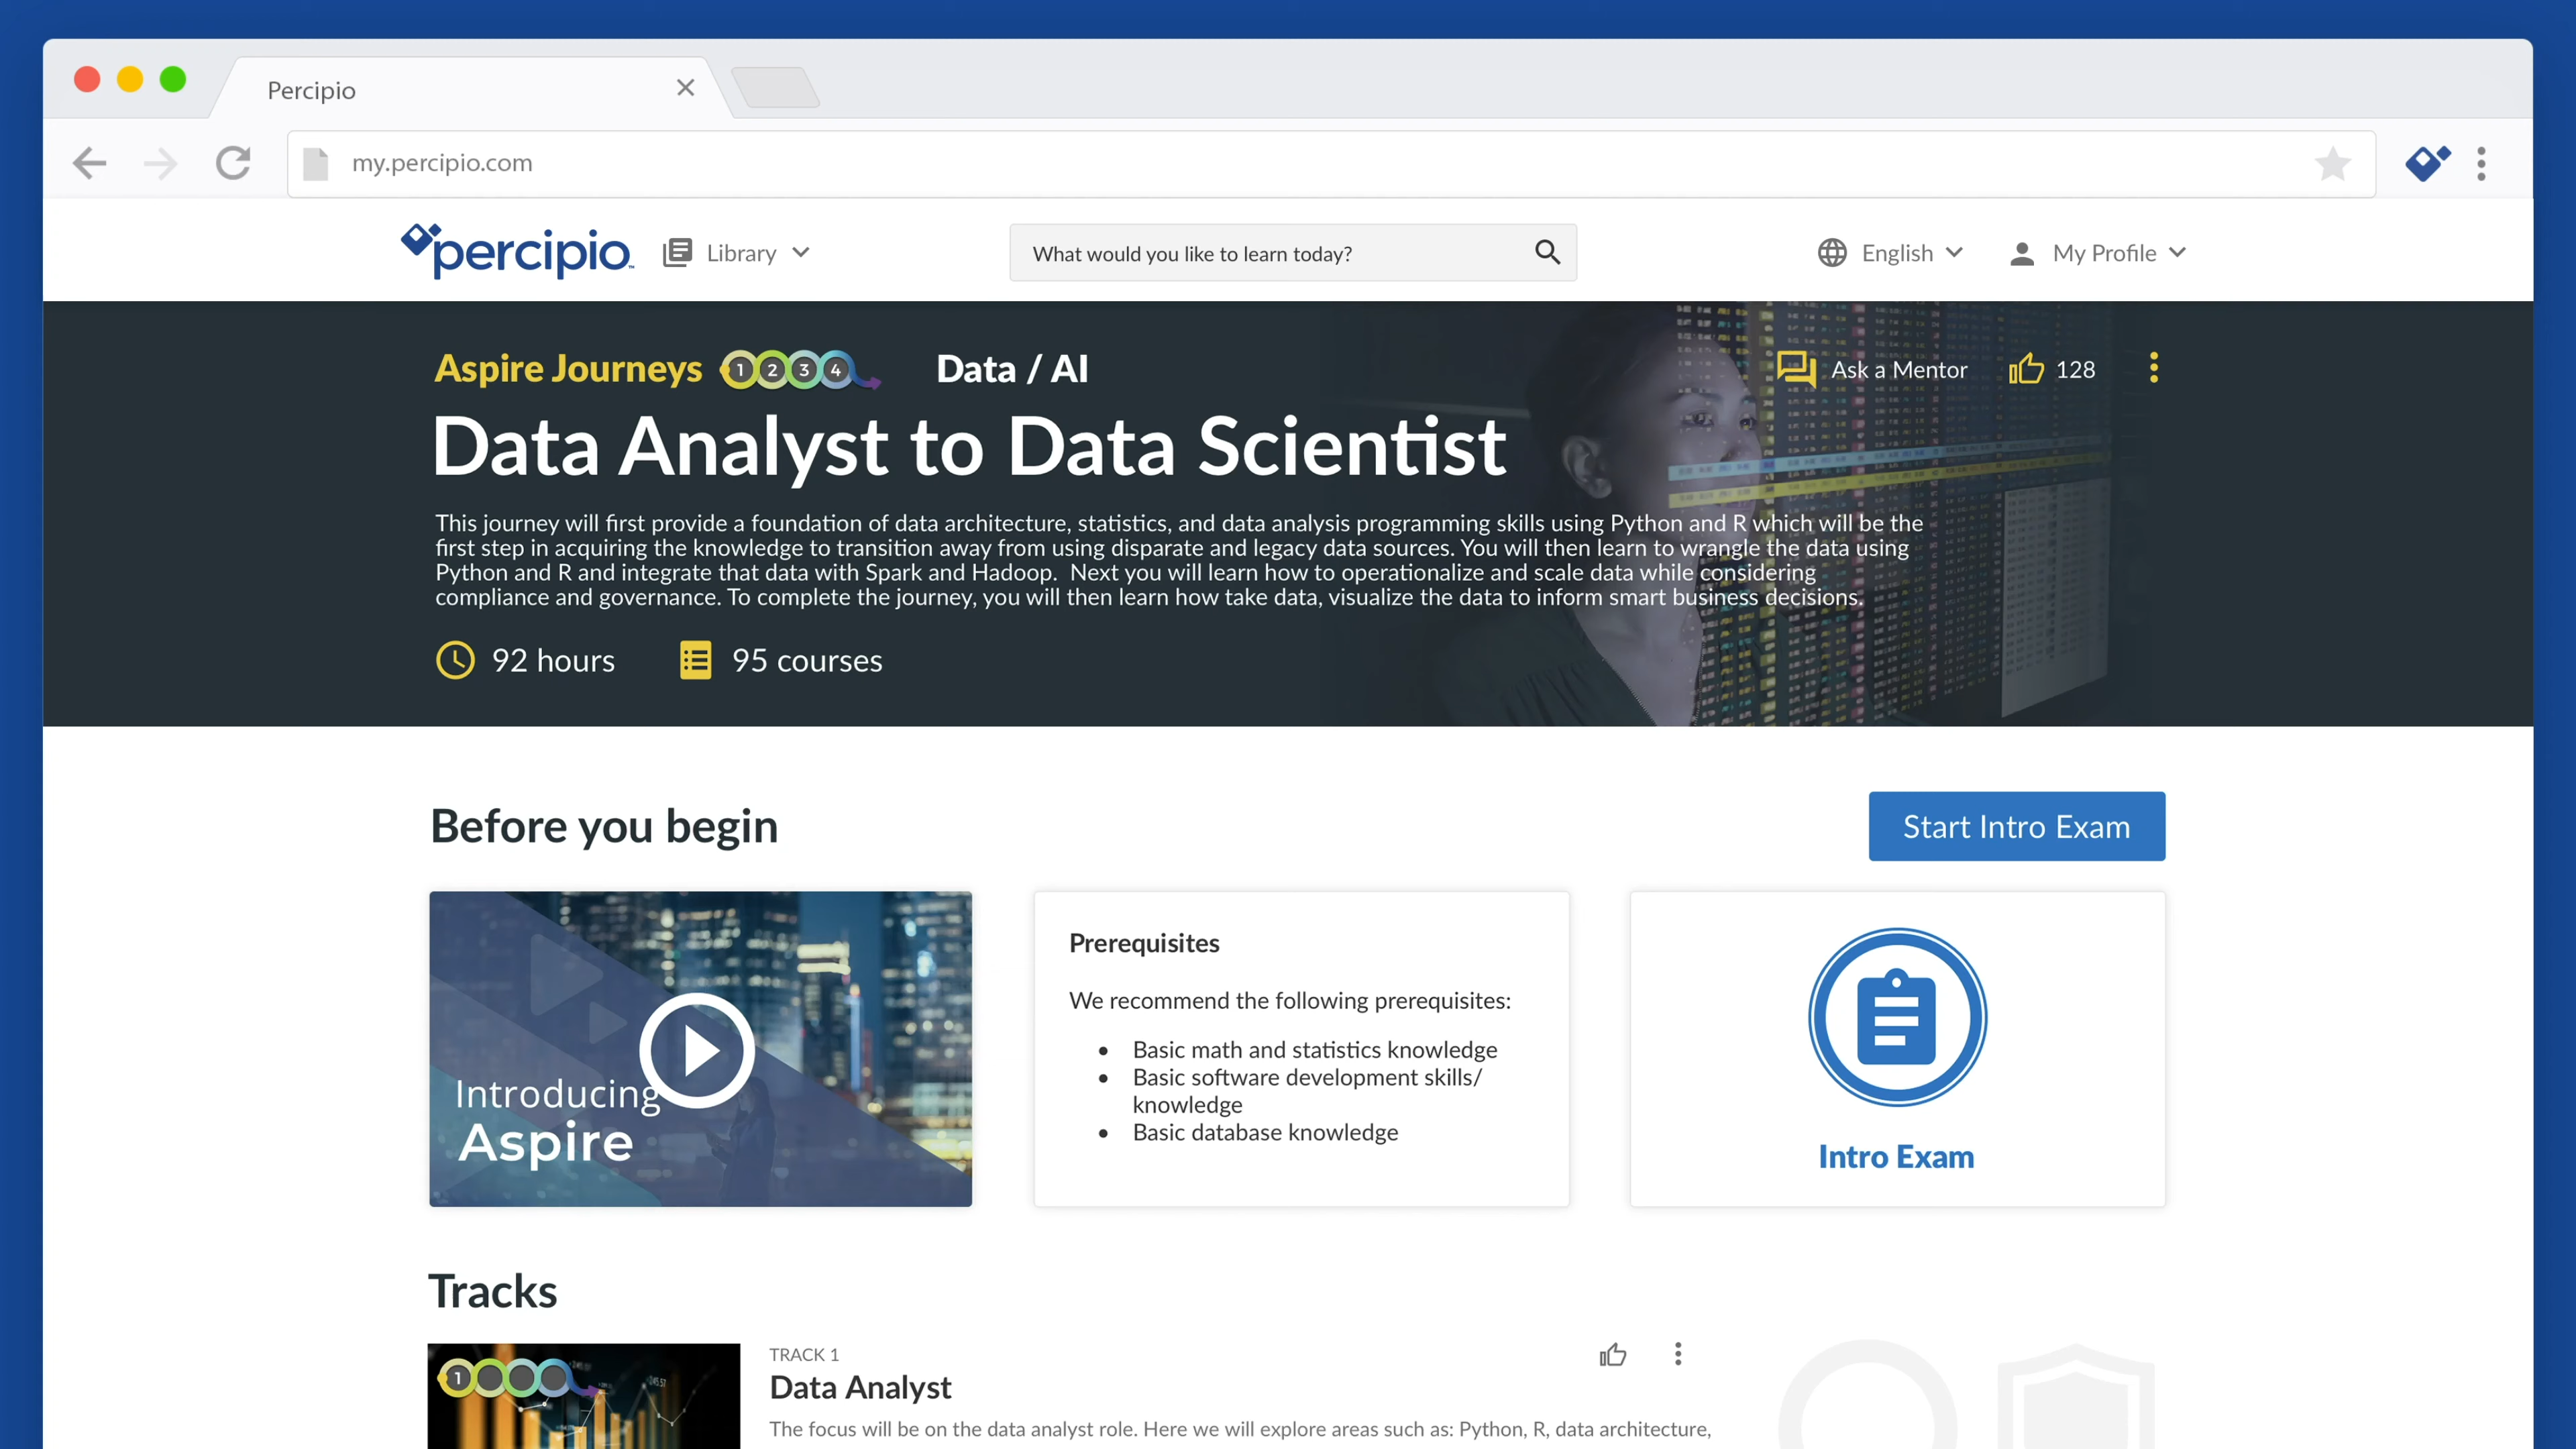 Percipio
my.percipio.com
percipio™
Library
What would you like to learn today?
English
My Profile
Aspire Journeys
1 2 3 4
Data / AI
Ask a Mentor
128
Data Analyst to Data Scientist
This journey will first provide a foundation of data architecture, statistics, and data analysis programming skills using Python and R which will be the
first step in acquiring the knowledge to transition away from using disparate and legacy data sources. You will then learn to wrangle the data using
Python and R and integrate that data with Spark and Hadoop.  Next you will learn how to operationalize and scale data while considering
compliance and governance. To complete the journey, you will then learn how take data, visualize the data to inform smart business decisions.
92 hours
95 courses
Before you begin
Start Intro Exam
Introducing
Aspire
Prerequisites
We recommend the following prerequisites:
• Basic math and statistics knowledge
• Basic software development skills/
knowledge
• Basic database knowledge
Intro Exam
Tracks
1
TRACK 1
Data Analyst
The focus will be on the data analyst role. Here we will explore areas such as: Python, R, data architecture,